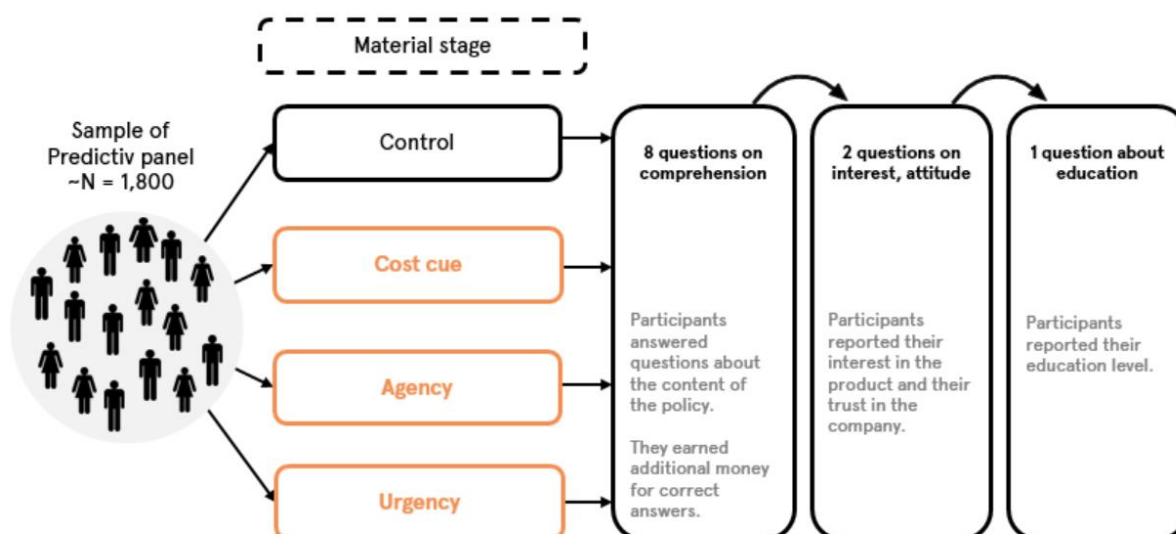 Material stage
Sample of
Predictiv panel
~N = 1,800
Control
Cost cue
Agency
Urgency
8 questions on
comprehension
Participants
answered
questions about
the content of
the policy.
They earned
additional money
for correct
answers.
2 questions on
interest, attitude
Participants
reported their
interest in the
product and their
trust in the
company.
1 question about
education
Participants
reported their
education level.